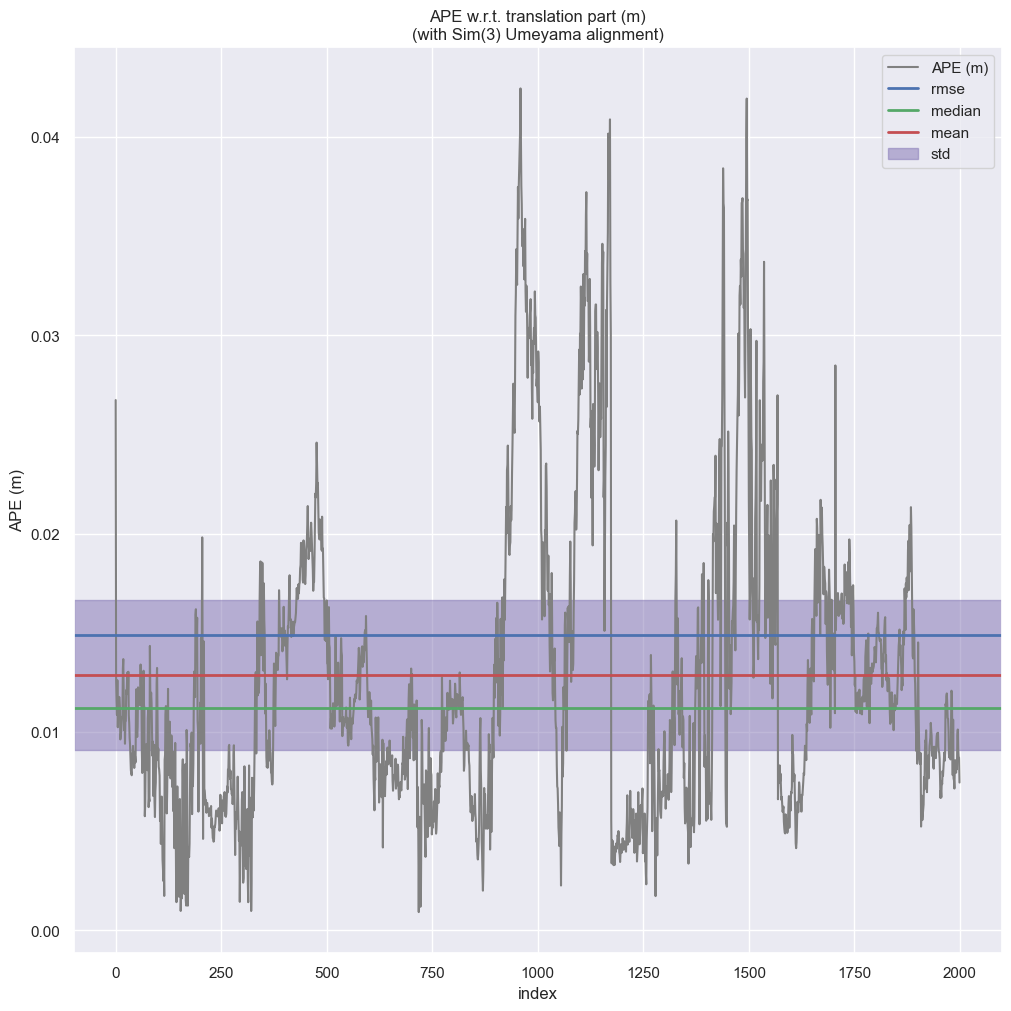 APE w.r.t. translation part (m)
(with Sim(3) Umeyama alignment)
APE (m)
rmse
median
mean
std
0.04
0.03
0.02
0.01
0.00
APE (m)
0 250 500 750 1000 1250 1500 1750 2000
index